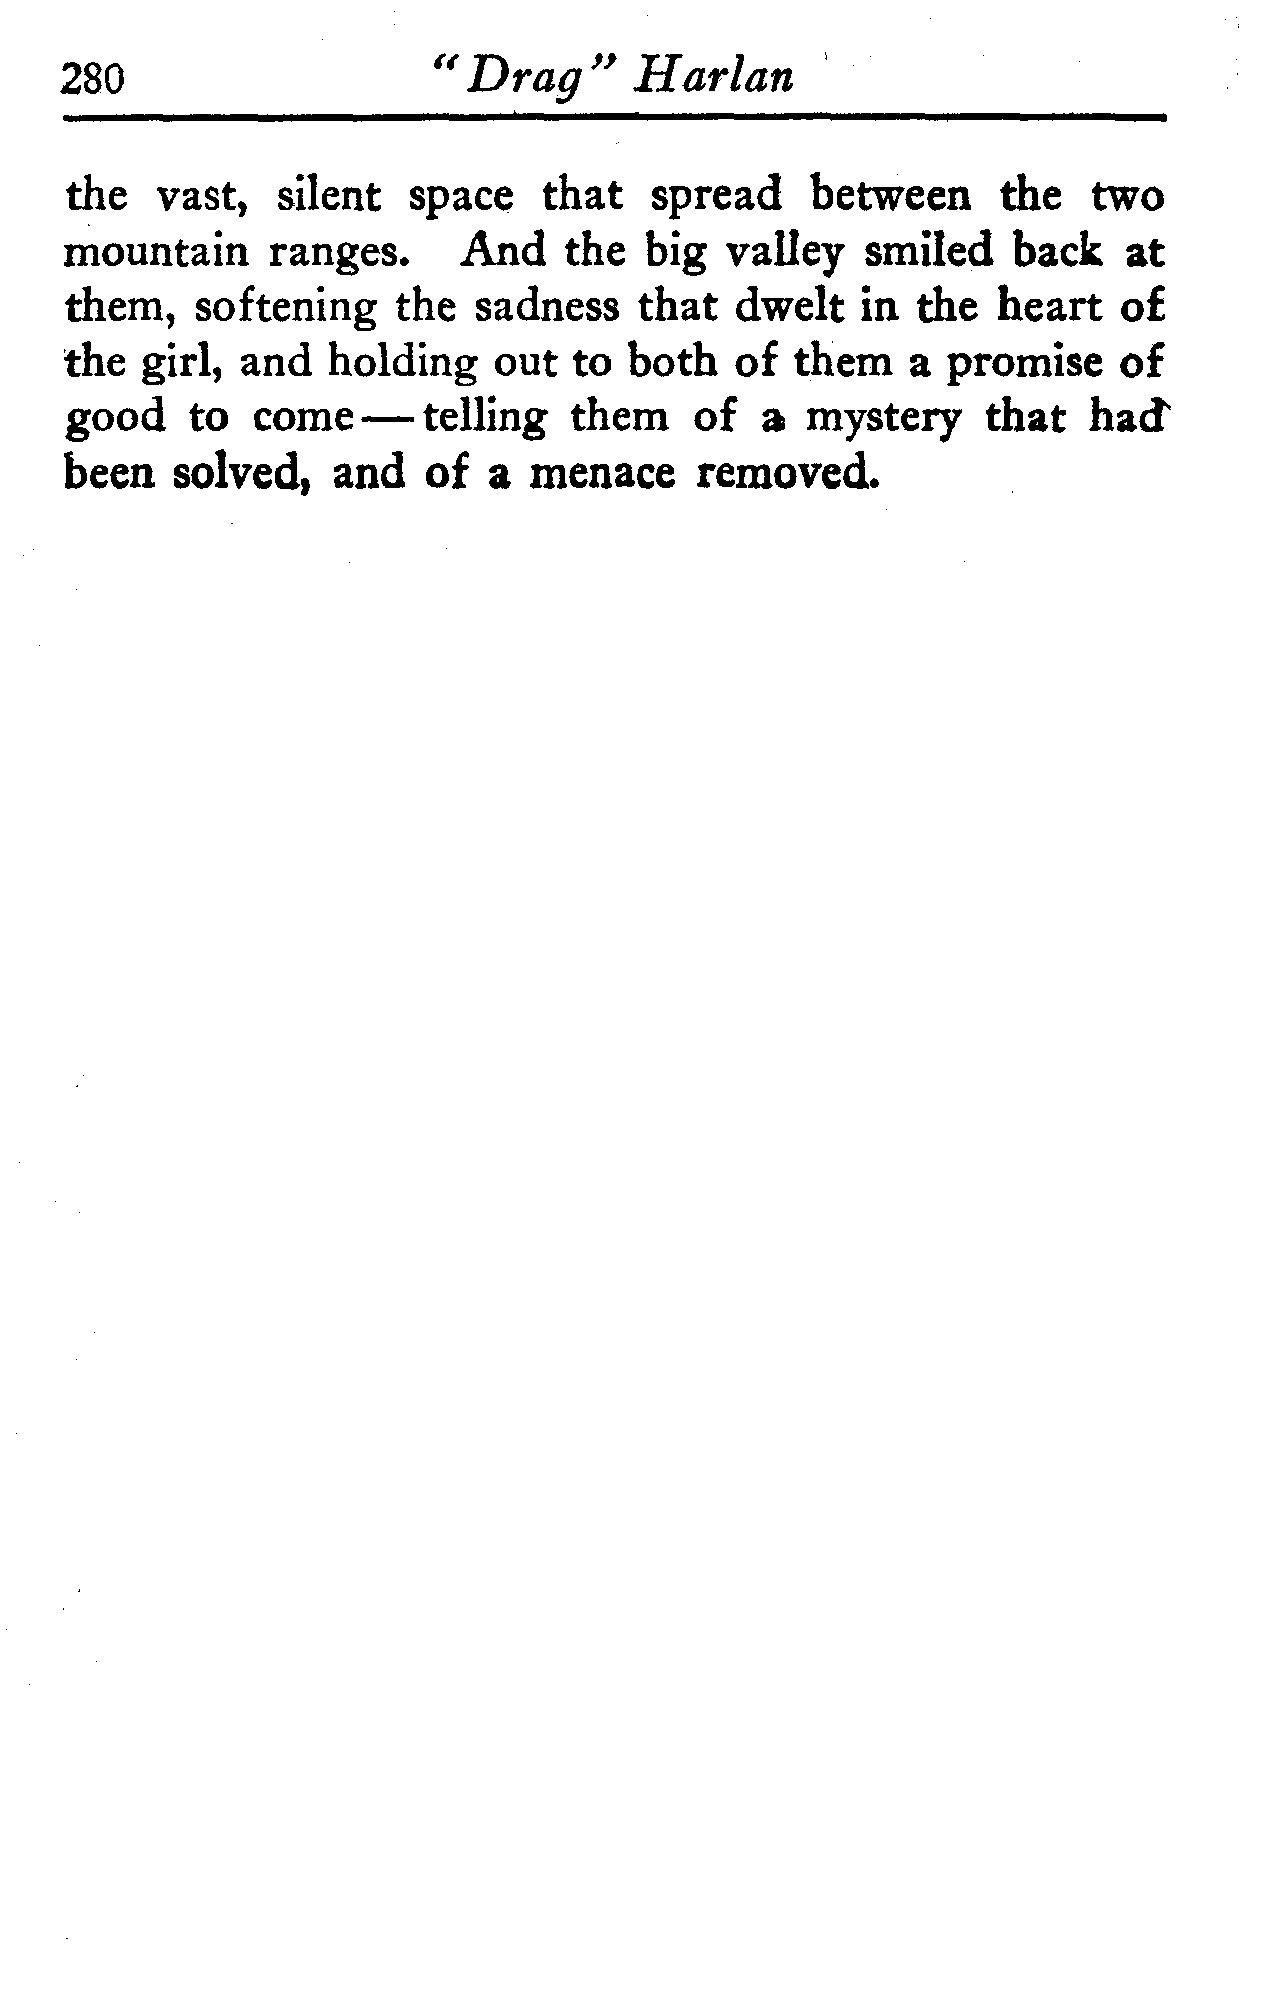 280 "Drag" Harlan
the vast, silent space that spread between the two
mountain ranges. And the big valley smiled back at
them, softening the sadness that dwelt in the heart of
the girl, and holding out to both of them a promise of
good to come—telling them of a mystery that had
been solved, and of a menace removed.